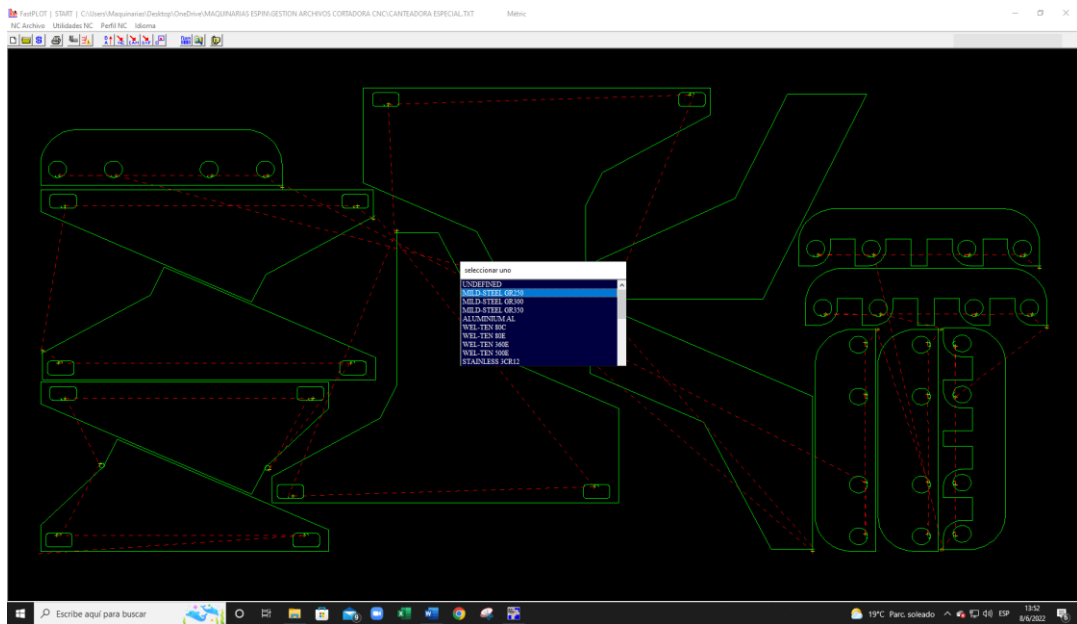 FastPLOT | START | C:\Users\Maquinarias\Desktop\OneDrive\MAQUINARIAS ESPIN\GESTION ARCHIVOS CORTADORA CNC\CANTEADORA ESPECIAL.TXT Métric
NC Archivo Utilidades NC Perfil NC Idioma
seleccionar uno
UNDEFINED
MILD-STEEL GR250
MILD-STEEL GR300
MILD-STEEL GR350
ALUMINIUM AL
WEL-TEN 80C
WEL-TEN 80E
WEL-TEN 360E
WEL-TEN 500E
STAINLESS 3CR12
Escribe aquí para buscar
19°C Parc. soleado
ESP
13:52
8/6/2022